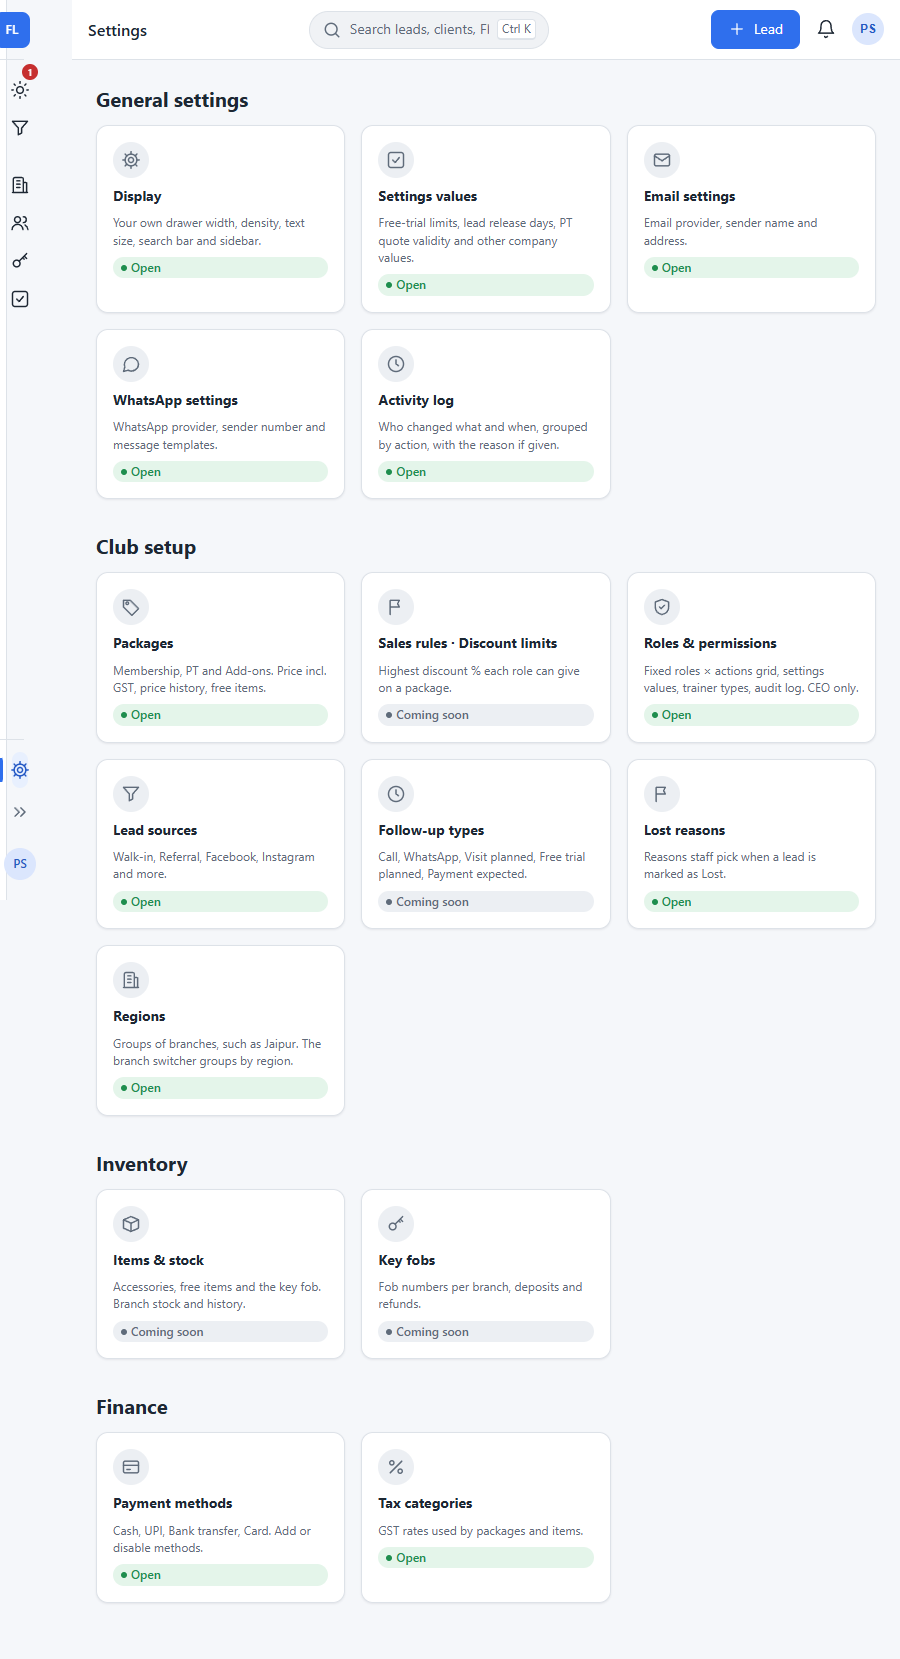 FL
Settings
Search leads, clients, Fl
Ctrl K
+ Lead
PS
1
General settings
Display
Your own drawer width, density, text
size, search bar and sidebar.
Open
Settings values
Free-trial limits, lead release days, PT
quote validity and other company
values.
Open
Email settings
Email provider, sender name and
address.
Open
WhatsApp settings
WhatsApp provider, sender number and
message templates.
Open
Activity log
Who changed what and when, grouped
by action, with the reason if given.
Open
Club setup
Packages
Membership, PT and Add-ons. Price incl.
GST, price history, free items.
Open
Sales rules · Discount limits
Highest discount % each role can give
on a package.
Coming soon
Roles & permissions
Fixed roles × actions grid, settings
values, trainer types, audit log. CEO only.
Open
Lead sources
Walk-in, Referral, Facebook, Instagram
and more.
Open
Follow-up types
Call, WhatsApp, Visit planned, Free trial
planned, Payment expected.
Coming soon
Lost reasons
Reasons staff pick when a lead is
marked as Lost.
Open
PS
Regions
Groups of branches, such as Jaipur. The
branch switcher groups by region.
Open
Inventory
Items & stock
Accessories, free items and the key fob.
Branch stock and history.
Coming soon
Key fobs
Fob numbers per branch, deposits and
refunds.
Coming soon
Finance
Payment methods
Cash, UPI, Bank transfer, Card. Add or
disable methods.
Open
Tax categories
GST rates used by packages and items.
Open